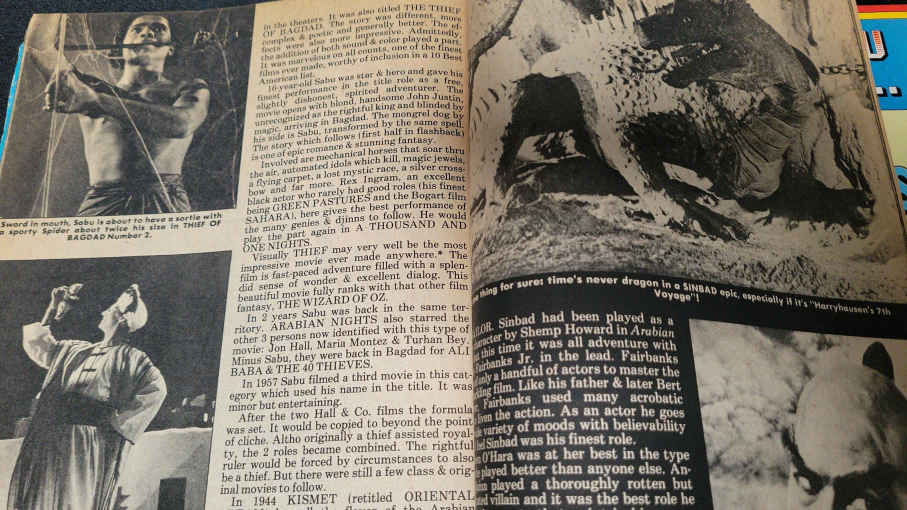 Sword in mouth, Sabu is about to have a sortie with
a sporty Spider about twice his size in THIEF OF
BAGDAD Number 2.
in the theaters. It was also titled THE THIEF
OF BAGDAD. The story was different, more
complex & poetic and generally better. The ef-
fects were also more impressive. Admittedly,
the addition of both sound & color played a part.
It was marvelous on all counts, one of the finest
films ever made, worthy of inclusion in a 10 Best
American list.
16-year-old Sabu was star & hero and gave his
finest performance in the title role as a free,
slightly dishonest, spirited adventurer. The
movie opens with blond, handsome John Justin,
unrecognized as the rightful king and blinded by
magic, arriving in Bagdad. The mongrel dog by
his side is Sabu, transformed by the same spell.
The story which follows (first half in flashback)
is one of epic romance & stunning fantasy.
Involved are mechanical horses that soar thru
the air, automated idols which kill, magic jewels,
a flying carpet, a lost mystic race, a silver cross-
bow and far more. Rex Ingram, an excellent
black actor who rarely had good roles (his finest
being GREEN PASTURES and the Bogart film
SAHARA), here gives the best performance of
the many genies & djinns to follow. He would
play the part again in A THOUSAND AND
ONE NIGHTS.
Visually THIEF may very well be the most
impressive movie ever made anywhere.* The
film is fast-paced adventure filled with a splen-
did sense of wonder & excellent dialog. This
beautiful movie fully ranks with that other film
fantasy, THE WIZARD OF OZ.
In 2 years Sabu was back in the same ter-
ritory. ARABIAN NIGHTS also starred the
other 3 persons now identified with this type of
movie: Jon Hall, Maria Montez & Turhan Bey.
Minus Sabu, they were back in Bagdad for ALI
BABA & THE 40 THIEVES.
In 1957 Sabu filmed a third movie in this cat-
egory which used his name in the title. It was
minor but entertaining.
After the two Hall & Co. films the formula
was set. It would be copied to beyond the point
of cliche. Altho originally a thief assisted royal-
ty, the 2 roles became combined. The rightful
ruler would be forced by circumstances to also
be a thief. But there were still a few class & orig-
inal movies to follow.
In 1944 KISMET (retitled ORIENTAL
the flavor of the Arabian
thing for sure: time's never dragon in a SINBAD epic, especially if it's "Harryhausen's 7th
Voyage"!
Sinbad had been played as a
by Shemp Howard in Arabian
this time it was all adventure with
Fairbanks Jr. in the lead. Fairbanks
only a handful of actors to master the
film. Like his father & later Bert
Fairbanks used many acrobatic
the action. As an actor he goes
variety of moods with believability
Sinbad was his finest role.
O'Hara was at her best in the type
played better than anyone else. An-
played a thoroughly rotten but
villain and it was the best role he